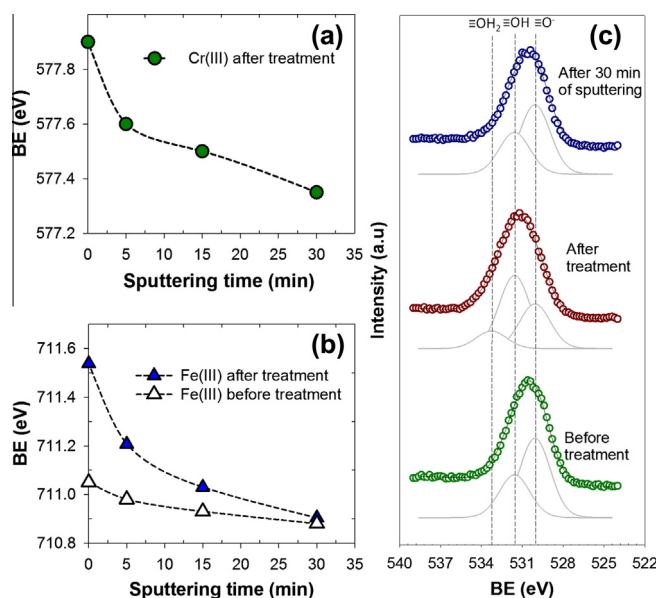 (a)
Cr(III) after treatment
BE (eV)
577.8
577.6
577.4
577.2
0 5 10 15 20 25 30 35
Sputtering time (min)
(b)
Fe(III) after treatment
Fe(III) before treatment
BE (eV)
711.6
711.4
711.2
711.0
710.8
0 5 10 15 20 25 30 35
Sputtering time (min)
≡OH₂ ≡OH ≡O⁻
(c)
After 30 min
of sputtering
After
treatment
Before
treatment
Intensity (a.u)
540 537 534 531 528 525 522
BE (eV)